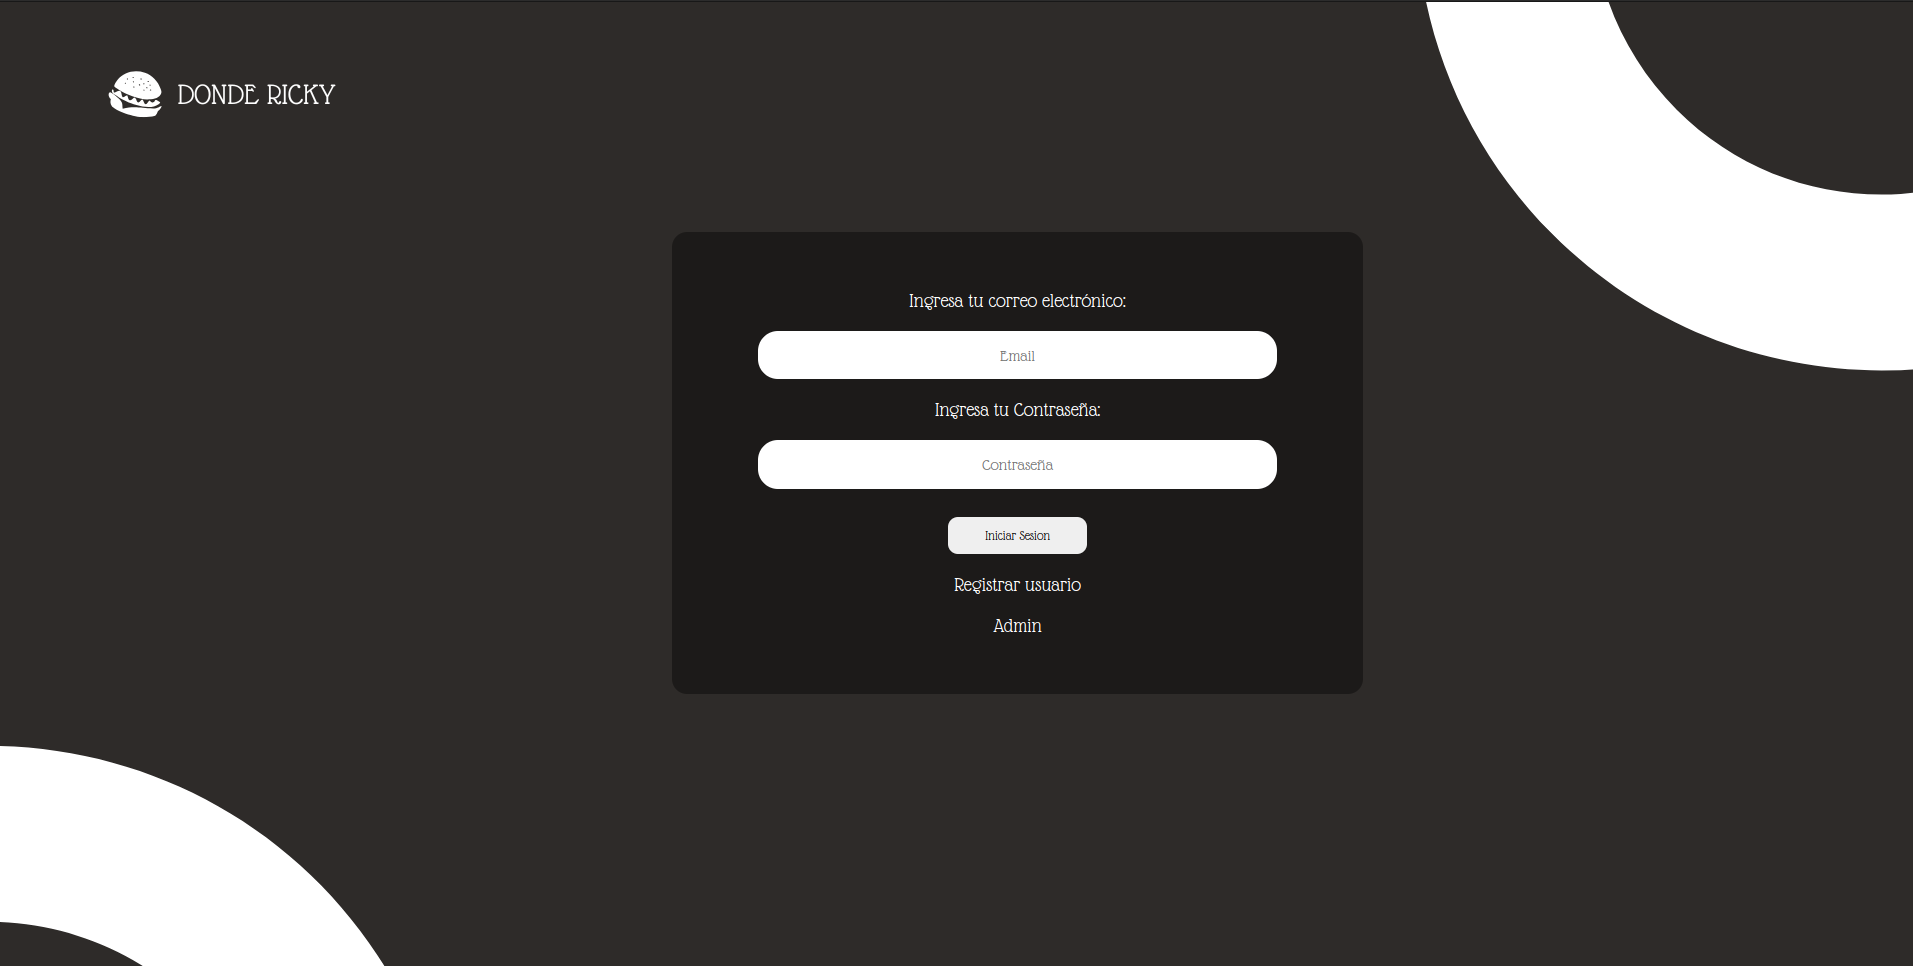 DONDE RICKY
Ingresa tu correo electrónico:
Email
Ingresa tu Contraseña:
Contraseña
Iniciar Sesion
Registrar usuario
Admin